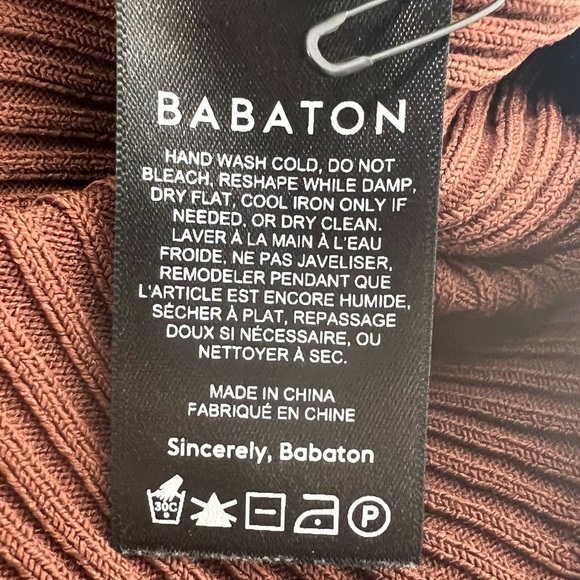 BABATON
HAND WASH COLD, DO NOT
BLEACH, RESHAPE WHILE DAMP,
DRY FLAT, COOL IRON ONLY IF
NEEDED, OR DRY CLEAN.
LAVER À LA MAIN À L'EAU
FROIDE, NE PAS JAVELISER,
REMODELER PENDANT QUE
L'ARTICLE EST ENCORE HUMIDE,
SÉCHER À PLAT, REPASSAGE
DOUX SI NÉCESSAIRE, OU
NETTOYER À SEC.
MADE IN CHINA
FABRIQUÉ EN CHINE
Sincerely, Babaton
30C P